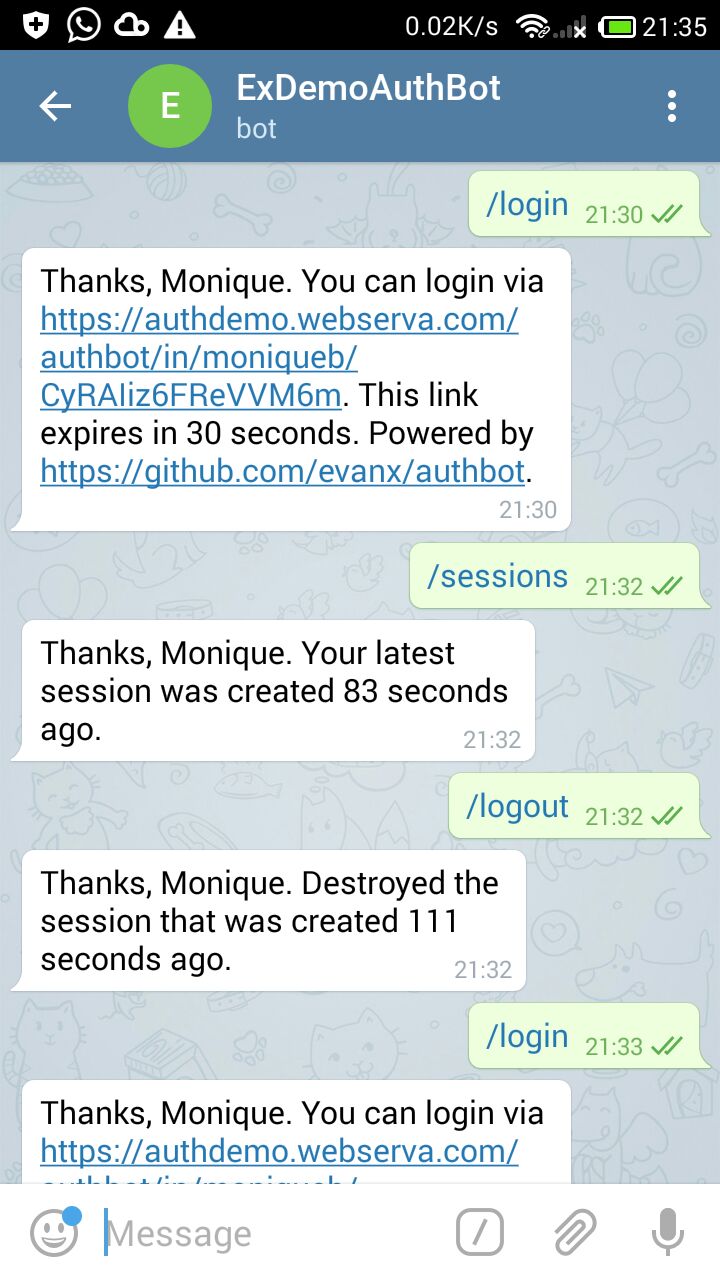 0.02K/s 21:35
E
ExDemoAuthBot
bot
/login 21:30
Thanks, Monique. You can login via
https://authdemo.webserva.com/
authbot/in/moniqueb/
CyRAIiz6FReVVM6m. This link
expires in 30 seconds. Powered by
https://github.com/evanx/authbot.
21:30
/sessions 21:32
Thanks, Monique. Your latest
session was created 83 seconds
ago.
21:32
/logout 21:32
Thanks, Monique. Destroyed the
session that was created 111
seconds ago.
21:32
/login 21:33
Thanks, Monique. You can login via
https://authdemo.webserva.com/
authbot/in/moniqueb/
Message